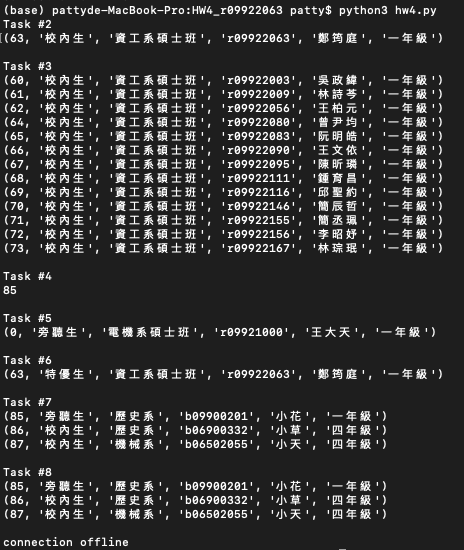 (base) pattyde-MacBook-Pro:HW4_r09922063 patty$ python3 hw4.py
Task #2
(63, '校內生', '資工系碩士班', 'r09922063', '鄭筠庭', '一年級')
Task #3
(60, '校內生', '資工系碩士班', 'r09922003', '吳政緯', '一年級')
(61, '校內生', '資工系碩士班', 'r09922009', '林詩芩', '一年級')
(62, '校內生', '資工系碩士班', 'r09922056', '王柏元', '一年級')
(64, '校內生', '資工系碩士班', 'r09922080', '曾尹均', '一年級')
(65, '校內生', '資工系碩士班', 'r09922083', '阮明皓', '一年級')
(66, '校內生', '資工系碩士班', 'r09922090', '王文依', '一年級')
(67, '校內生', '資工系碩士班', 'r09922095', '陳昕璘', '一年級')
(68, '校內生', '資工系碩士班', 'r09922111', '鍾育昌', '一年級')
(69, '校內生', '資工系碩士班', 'r09922116', '邱聖約', '一年級')
(70, '校內生', '資工系碩士班', 'r09922146', '簡辰哲', '一年級')
(71, '校內生', '資工系碩士班', 'r09922155', '簡丞珮', '一年級')
(72, '校內生', '資工系碩士班', 'r09922156', '李昭妤', '一年級')
(73, '校內生', '資工系碩士班', 'r09922167', '林琮珉', '一年級')
Task #4
85
Task #5
(0, '旁聽生', '電機系碩士班', 'r09921000', '王大天', '一年級')
Task #6
(63, '特優生', '資工系碩士班', 'r09922063', '鄭筠庭', '一年級')
Task #7
(85, '旁聽生', '歷史系', 'b09900201', '小花', '一年級')
(86, '校內生', '歷史系', 'b06900332', '小草', '四年級')
(87, '校內生', '機械系', 'b06502055', '小天', '四年級')
Task #8
(85, '旁聽生', '歷史系', 'b09900201', '小花', '一年級')
(86, '校內生', '歷史系', 'b06900332', '小草', '四年級')
(87, '校內生', '機械系', 'b06502055', '小天', '四年級')
connection offline